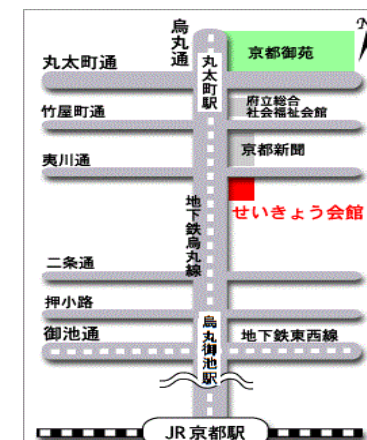 烏丸通
N
京都御苑
丸太町通
丸太町駅
府立総合
社会福祉会館
竹屋町通
京都新聞
夷川通
地下鉄烏丸線
せいきょう会館
二条通
押小路
御池通
烏丸御池駅
地下鉄東西線
JR京都駅